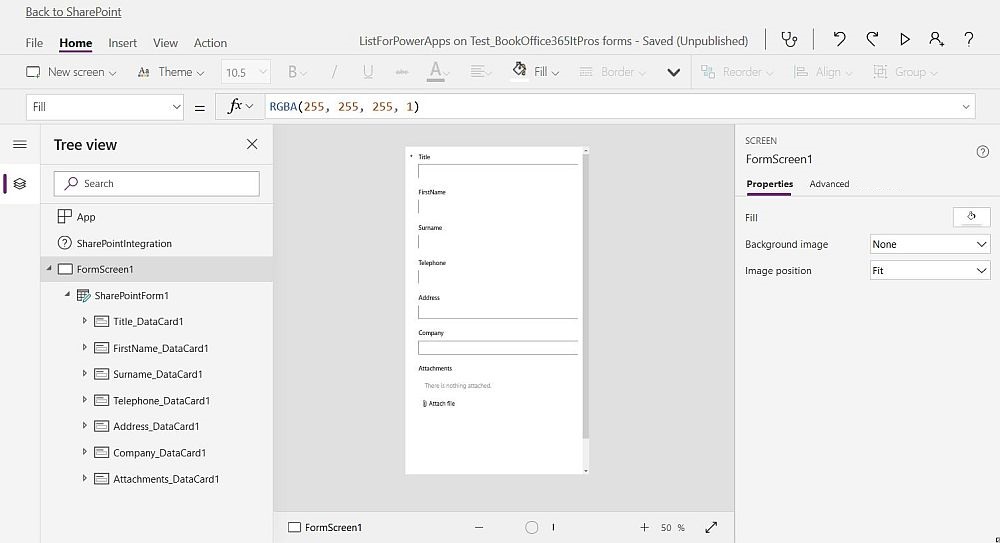 Back to SharePoint
File Home Insert View Action ListForPowerApps on Test_BookOffice365ItPros forms - Saved (Unpublished) ?
New screen Aa Theme 10.5 B / U abc A Fill Border Reorder Align Group
Fill = fx RGBA(255, 255, 255, 1)
Tree view
Search
App
SharePointIntegration
FormScreen1
SharePointForm1
Title_DataCard1
FirstName_DataCard1
Surname_DataCard1
Telephone_DataCard1
Address_DataCard1
Company_DataCard1
Attachments_DataCard1
* Title
FirstName
Surname
Telephone
Address
Company
Attachments
There is nothing attached.
Attach file
FormScreen1 50 %
SCREEN
FormScreen1
Properties Advanced
Fill
Background image None
Image position Fit